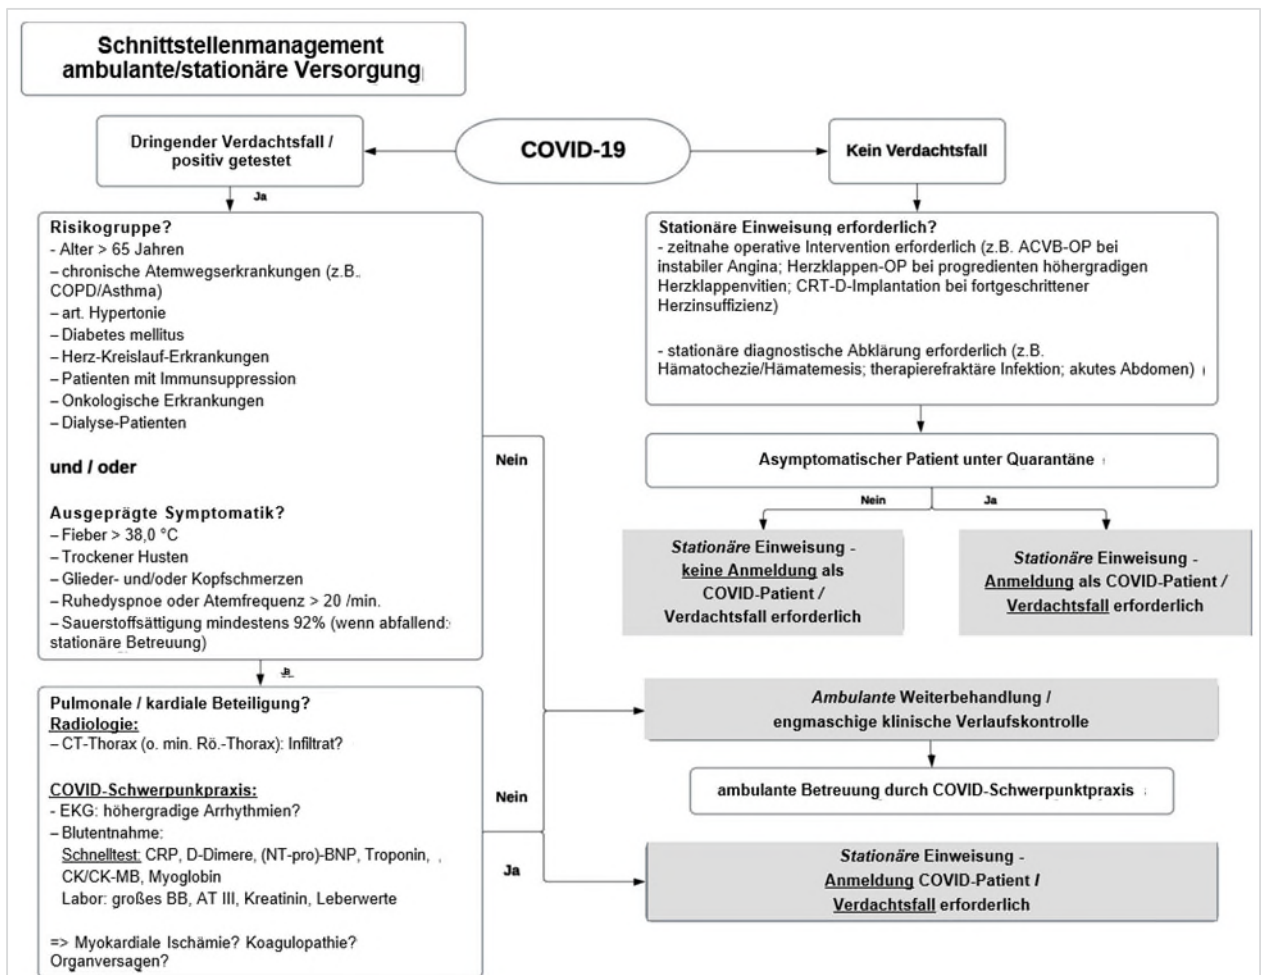 Schnittstellenmanagement
ambulante/stationäre Versorgung
Dringender Verdachtsfall /
positiv getestet
COVID-19
Kein Verdachtsfall
Ja
Risikogruppe?
- Alter > 65 Jahren
– chronische Atemwegserkrankungen (z.B..
COPD/Asthma)
– art. Hypertonie
– Diabetes mellitus
– Herz-Kreislauf-Erkrankungen
– Patienten mit Immunsuppression
– Onkologische Erkrankungen
– Dialyse-Patienten
und / oder
Ausgeprägte Symptomatik?
– Fieber > 38,0 °C
– Trockener Husten
– Glieder- und/oder Kopfschmerzen
– Ruhedyspnoe oder Atemfrequenz > 20 /min.
– Sauerstoffsättigung mindestens 92% (wenn abfallend:
stationäre Betreuung)
Ja
Pulmonale / kardiale Beteiligung?
Radiologie:
– CT-Thorax (o. min. Rö.-Thorax): Infiltrat?
COVID-Schwerpunkpraxis:
- EKG: höhergradige Arrhythmien?
– Blutentnahme:
Schnelltest: CRP, D-Dimere, (NT-pro)-BNP, Troponin,
CK/CK-MB, Myoglobin
Labor: großes BB, AT III, Kreatinin, Leberwerte
=> Myokardiale Ischämie? Koagulopathie?
Organversagen?
Nein
Nein
Ja
Stationäre Einweisung erforderlich?
- zeitnahe operative Intervention erforderlich (z.B. ACVB-OP bei
instabiler Angina; Herzklappen-OP bei progredienten höhergradigen
Herzklappenvitien; CRT-D-Implantation bei fortgeschrittener
Herzinsuffizienz)
- stationäre diagnostische Abklärung erforderlich (z.B.
Hämatochezie/Hämatemesis; therapierefraktäre Infektion; akutes Abdomen)
Asymptomatischer Patient unter Quarantäne
Nein
Ja
Stationäre Einweisung -
keine Anmeldung als
COVID-Patient /
Verdachtsfall erforderlich
Stationäre Einweisung -
Anmeldung als COVID-Patient /
Verdachtsfall erforderlich
Ambulante Weiterbehandlung /
engmaschige klinische Verlaufskontrolle
ambulante Betreuung durch COVID-Schwerpunktpraxis
Stationäre Einweisung -
Anmeldung COVID-Patient /
Verdachtsfall erforderlich